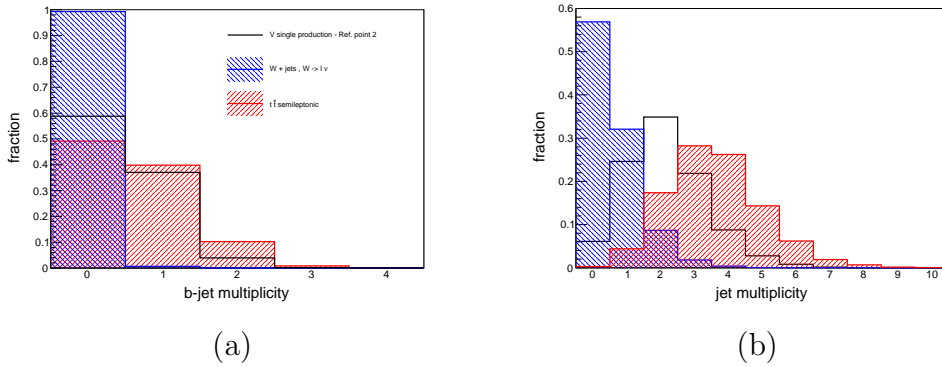 1
0.9
0.8
0.7
0.6
0.5
0.4
0.3
0.2
0.1
0
fraction
V single production - Ref. point 2
W + jets , W -> l ν
t t̄ semileptonic
0 1 2 3 4
b-jet multiplicity
(a)
0.6
0.5
0.4
0.3
0.2
0.1
0
fraction
0 1 2 3 4 5 6 7 8 9 10
jet multiplicity
(b)